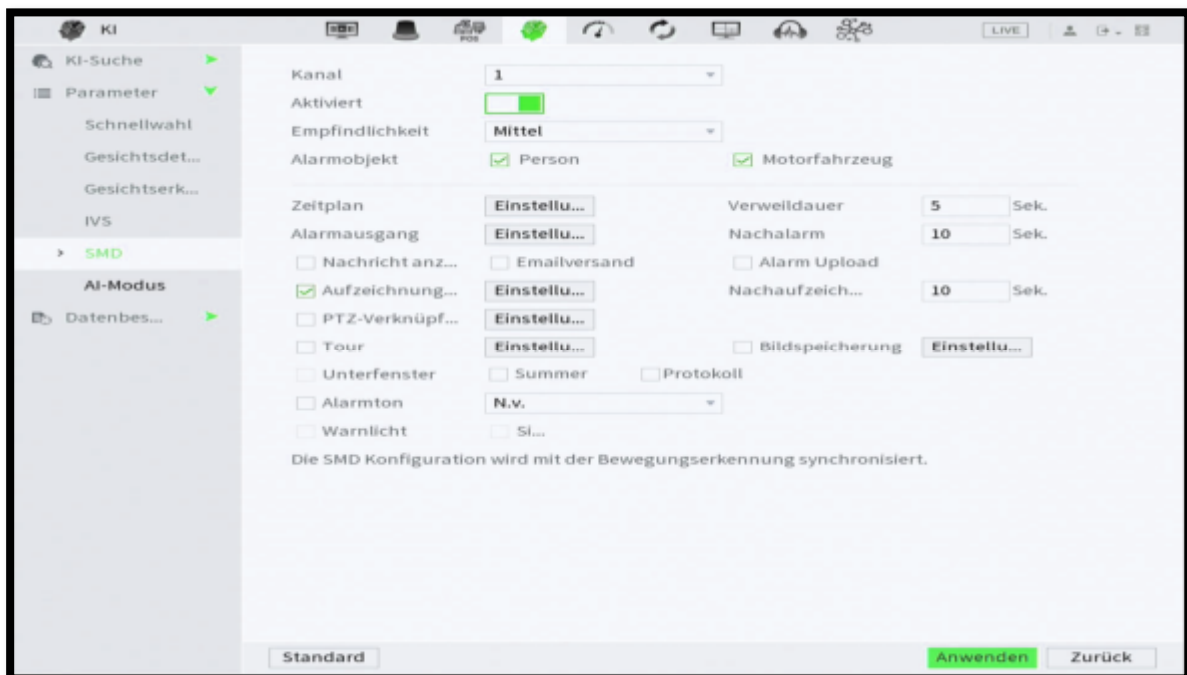 KI
POS
LIVE
KI-Suche
Parameter
Schnellwahl
Gesichtsdet...
Gesichtserk...
IVS
SMD
AI-Modus
Datenbes...
Kanal 1
Aktiviert
Empfindlichkeit Mittel
Alarmobjekt Person Motorfahrzeug
Zeitplan Einstellu... Verweildauer 5 Sek.
Alarmausgang Einstellu... Nachalarm 10 Sek.
Nachricht anz... Emailversand Alarm Upload
Aufzeichnung... Einstellu... Nachaufzeich... 10 Sek.
PTZ-Verknüpf... Einstellu...
Tour Einstellu... Bildspeicherung Einstellu...
Unterfenster Summer Protokoll
Alarmton N.v.
Warnlicht Si...
Die SMD Konfiguration wird mit der Bewegungserkennung synchronisiert.
Standard Anwenden Zurück